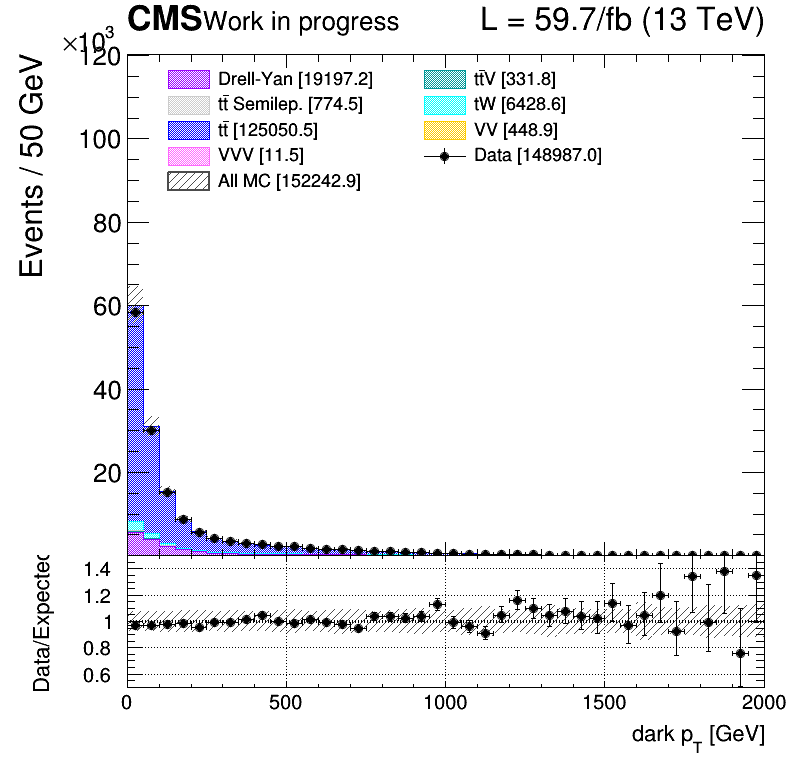 CMS Work in progress L = 59.7/fb (13 TeV)
×10³
Events / 50 GeV
120
100
80
60
40
20
Drell-Yan [19197.2]
tt̄ Semilep. [774.5]
tt̄ [125050.5]
VVV [11.5]
All MC [152242.9]
tt̄V [331.8]
tW [6428.6]
VV [448.9]
Data [148987.0]
Data/Expected
1.4
1.2
1
0.8
0.6
0 500 1000 1500 2000
dark p_T [GeV]